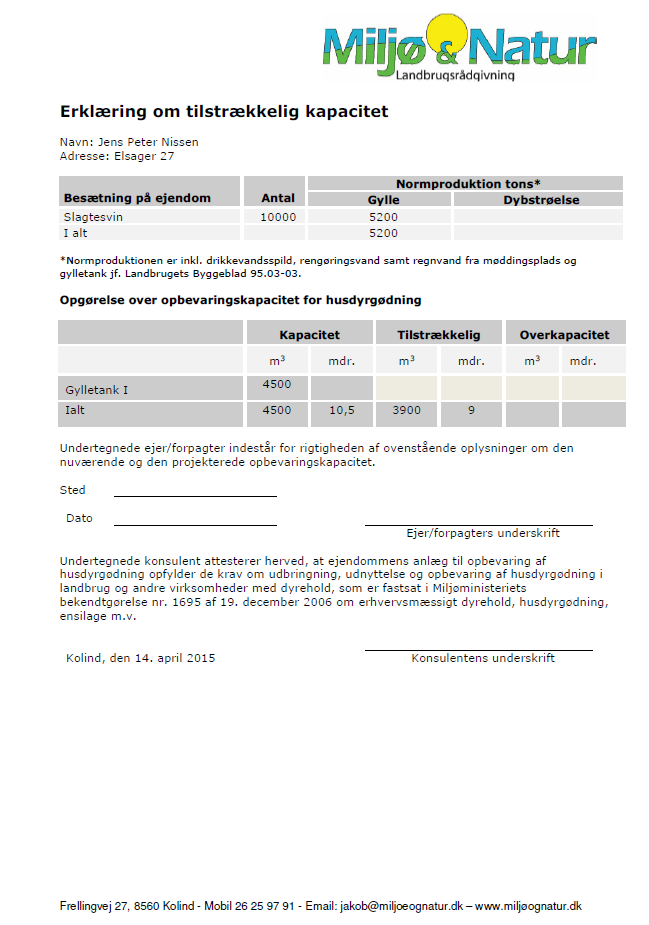 Miljø & Natur
Landbrugsrådgivning
Erklæring om tilstrækkelig kapacitet
Navn: Jens Peter Nissen
Adresse: Elsager 27
Normproduktion tons*
Besætning på ejendom Antal Gylle Dybstrøelse
Slagtesvin 10000 5200
I alt 5200
*Normproduktionen er inkl. drikkevandsspild, rengøringsvand samt regnvand fra møddingsplads og
gylletank jf. Landbrugets Byggeblad 95.03-03.
Opgørelse over opbevaringskapacitet for husdyrgødning
Kapacitet Tilstrækkelig Overkapacitet
m³ mdr. m³ mdr. m³ mdr.
Gylletank I 4500
Ialt 4500 10,5 3900 9
Undertegnede ejer/forpagter indestår for rigtigheden af ovenstående oplysninger om den
nuværende og den projekterede opbevaringskapacitet.
Sted
Dato
Ejer/forpagters underskrift
Undertegnede konsulent attesterer herved, at ejendommens anlæg til opbevaring af
husdyrgødning opfylder de krav om udbringning, udnyttelse og opbevaring af husdyrgødning i
landbrug og andre virksomheder med dyrehold, som er fastsat i Miljøministeriets
bekendtgørelse nr. 1695 af 19. december 2006 om erhvervsmæssigt dyrehold, husdyrgødning,
ensilage m.v.
Kolind, den 14. april 2015
Konsulentens underskrift
Frellingvej 27, 8560 Kolind - Mobil 26 25 97 91 - Email: jakob@miljoeognatur.dk – www.miljøognatur.dk